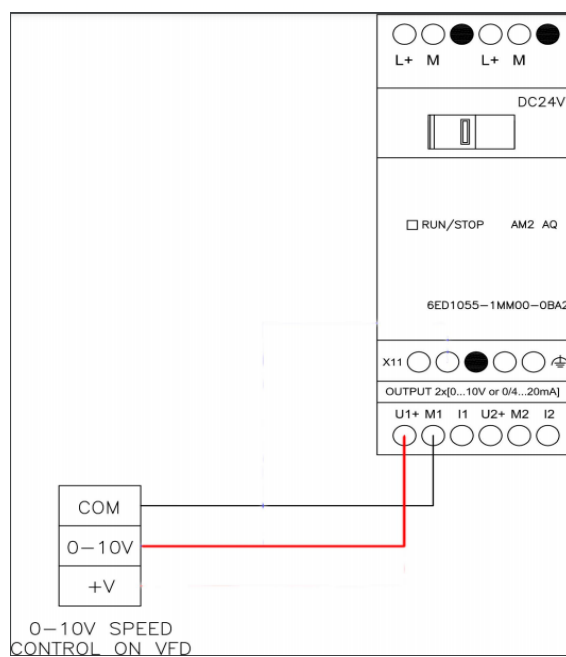 L+ M L+ M
DC24V
RUN/STOP AM2 AQ
6ED1055-1MM00-0BA2
X11
OUTPUT 2x[0...10V or 0/4...20mA]
U1+ M1 I1 U2+ M2 I2
COM
0-10V
+V
0-10V SPEED
CONTROL ON VFD